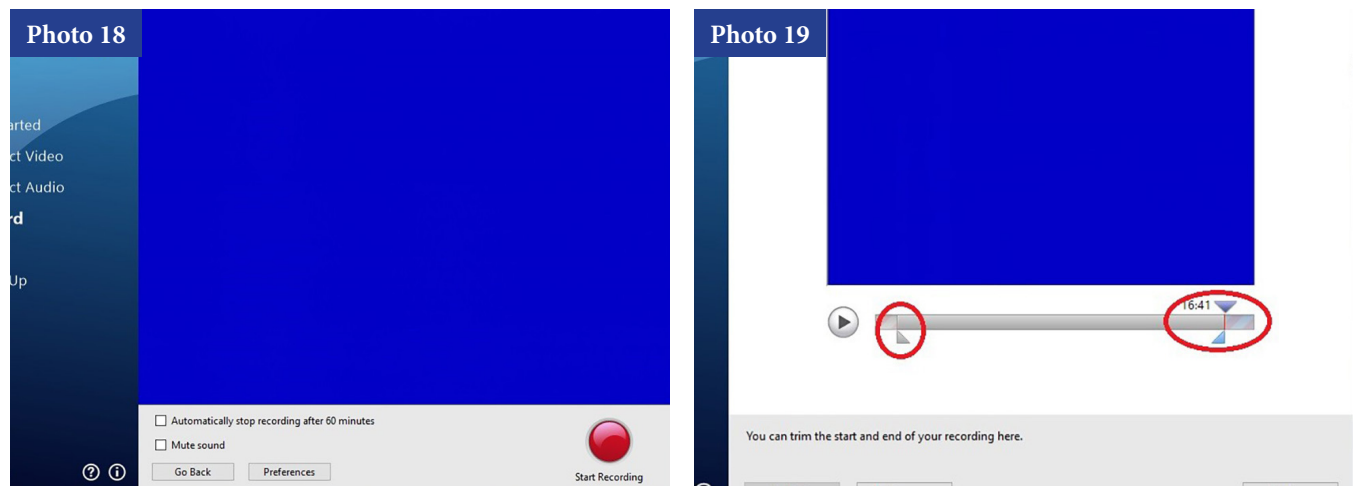 Photo 18
arted
ct Video
ct Audio
rd
Up
Automatically stop recording after 60 minutes
Mute sound
Go Back
Preferences
Start Recording
Photo 19
16:41
You can trim the start and end of your recording here.